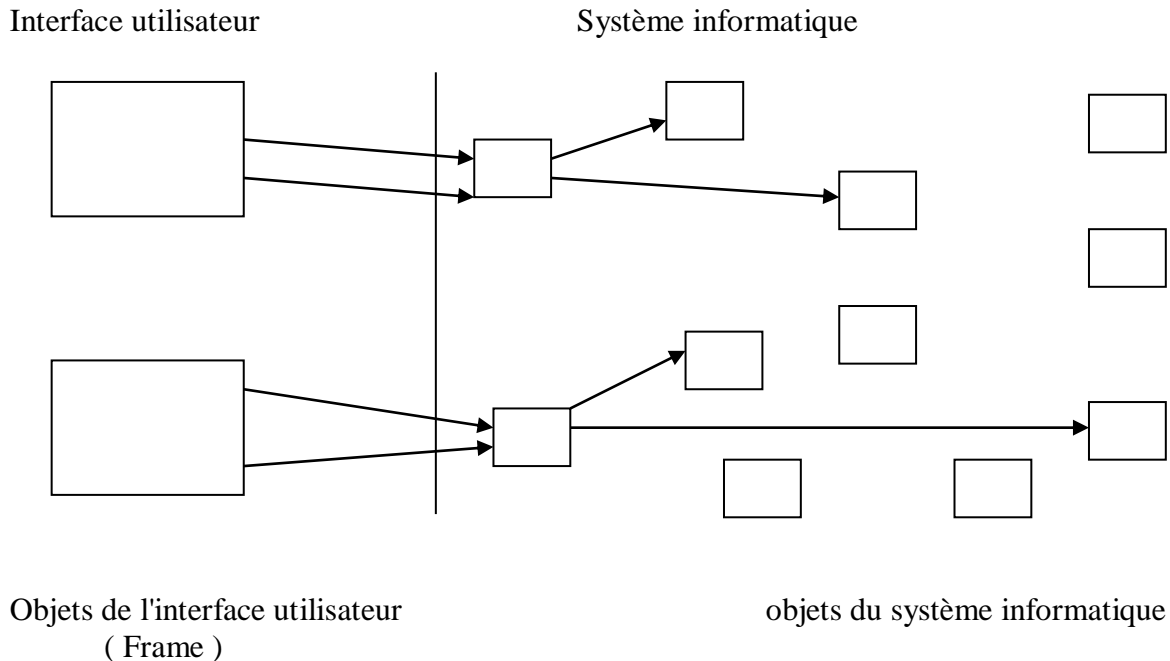 Interface utilisateur
Système informatique
Objets de l'interface utilisateur
( Frame )
objets du système informatique